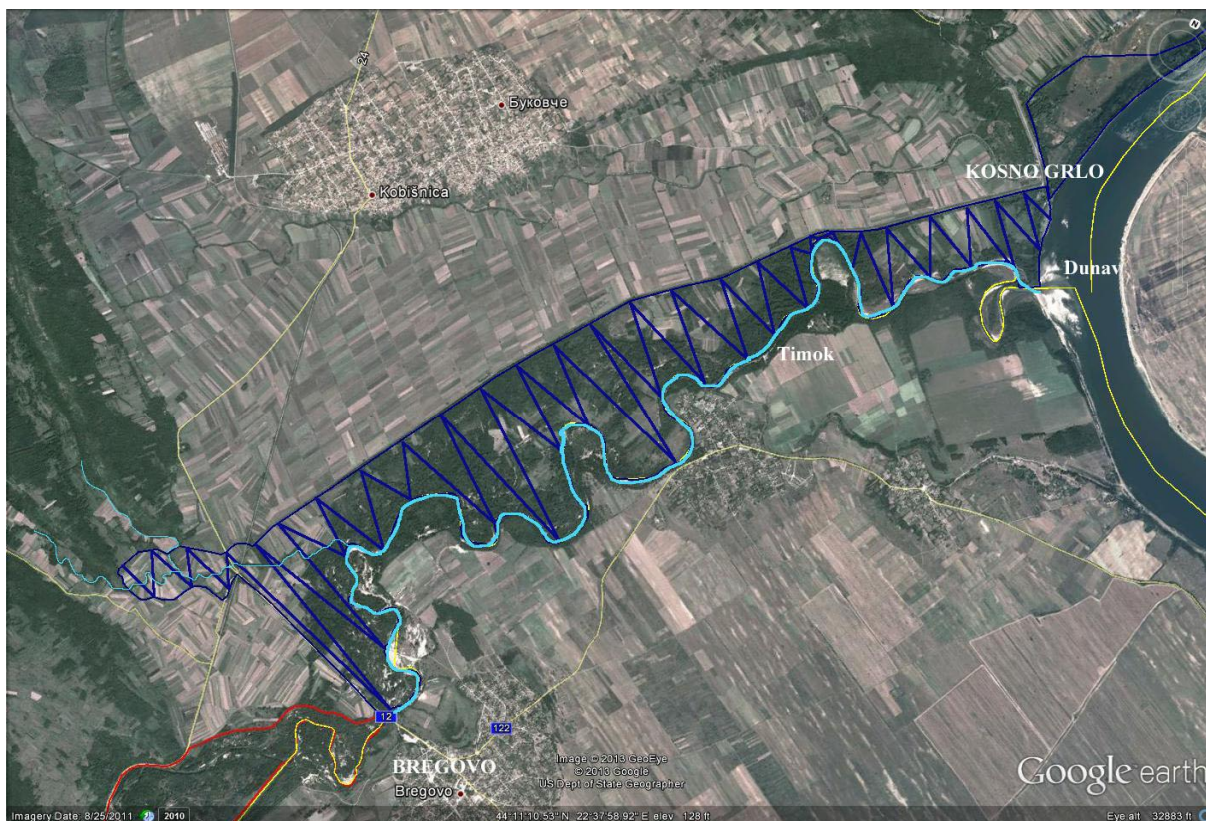 24
Буковче
Kobišnica
N
KOSNO GRLO
Dunav
Timok
12
122
BREGOVO
Bregovo
Image © 2013 GeoEye
© 2013 Google
US Dept of State Geographer
Google earth
Imagery Date: 8/25/2011
2010
44°11'10.53" N 22°37'58.92" E elev 128 ft
Eye alt 32883 ft